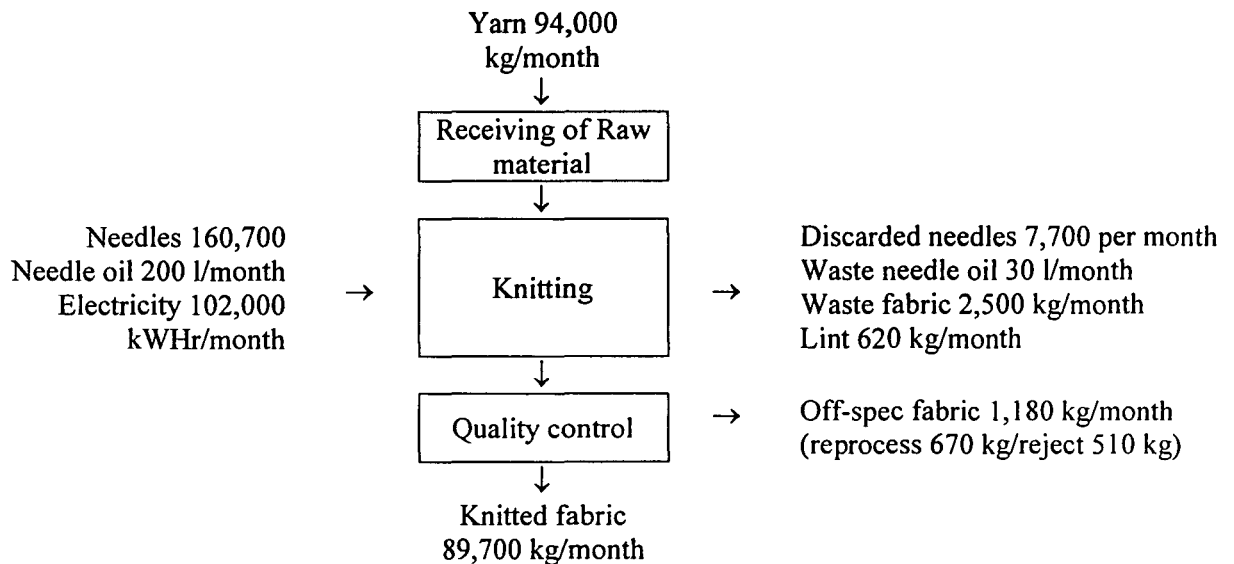 Yarn 94,000
kg/month
↓
Receiving of Raw
material
↓
Needles 160,700
Needle oil 200 l/month
Electricity 102,000
kWHr/month
→
Knitting
→
Discarded needles 7,700 per month
Waste needle oil 30 l/month
Waste fabric 2,500 kg/month
Lint 620 kg/month
↓
Quality control
→
Off-spec fabric 1,180 kg/month
(reprocess 670 kg/reject 510 kg)
↓
Knitted fabric
89,700 kg/month